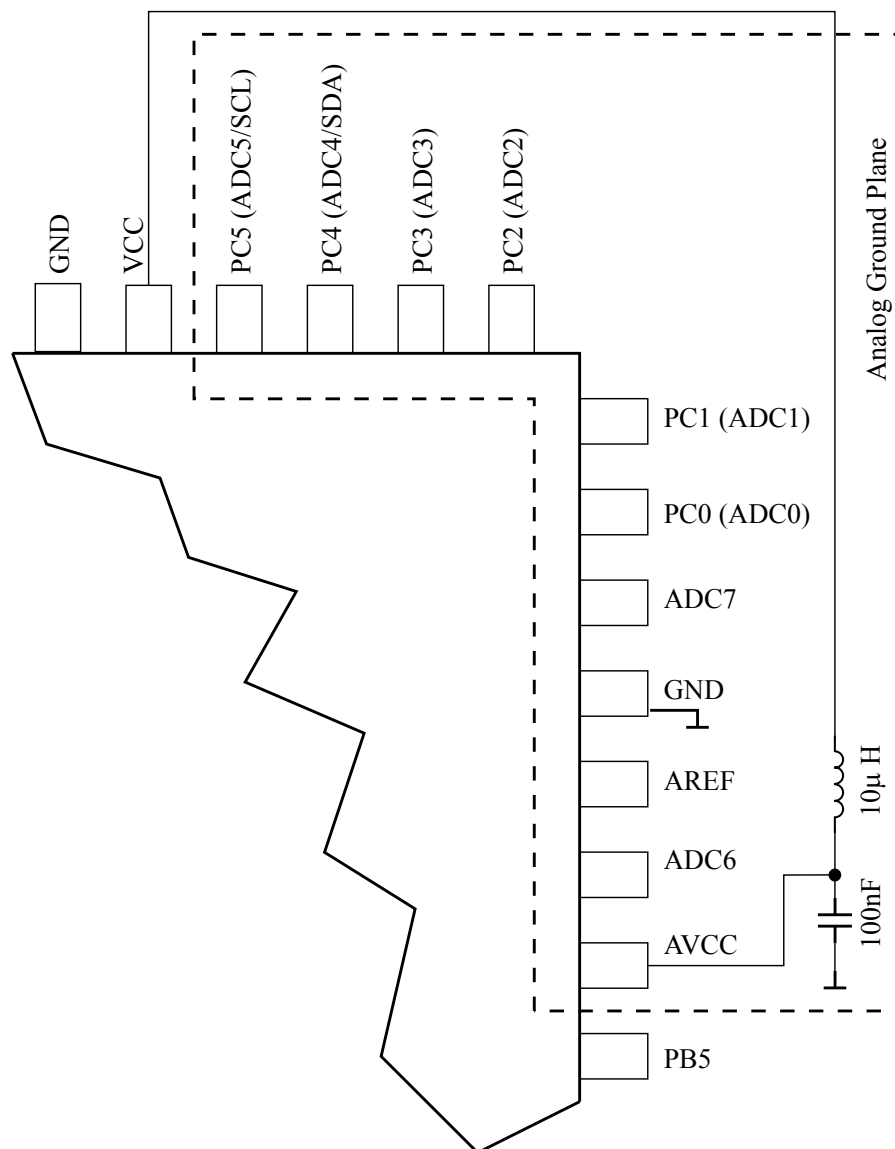 GND
VCC
PC5 (ADC5/SCL)
PC4 (ADC4/SDA)
PC3 (ADC3)
PC2 (ADC2)
Analog Ground Plane
PC1 (ADC1)
PC0 (ADC0)
ADC7
GND
AREF
10µ H
ADC6
100nF
AVCC
PB5